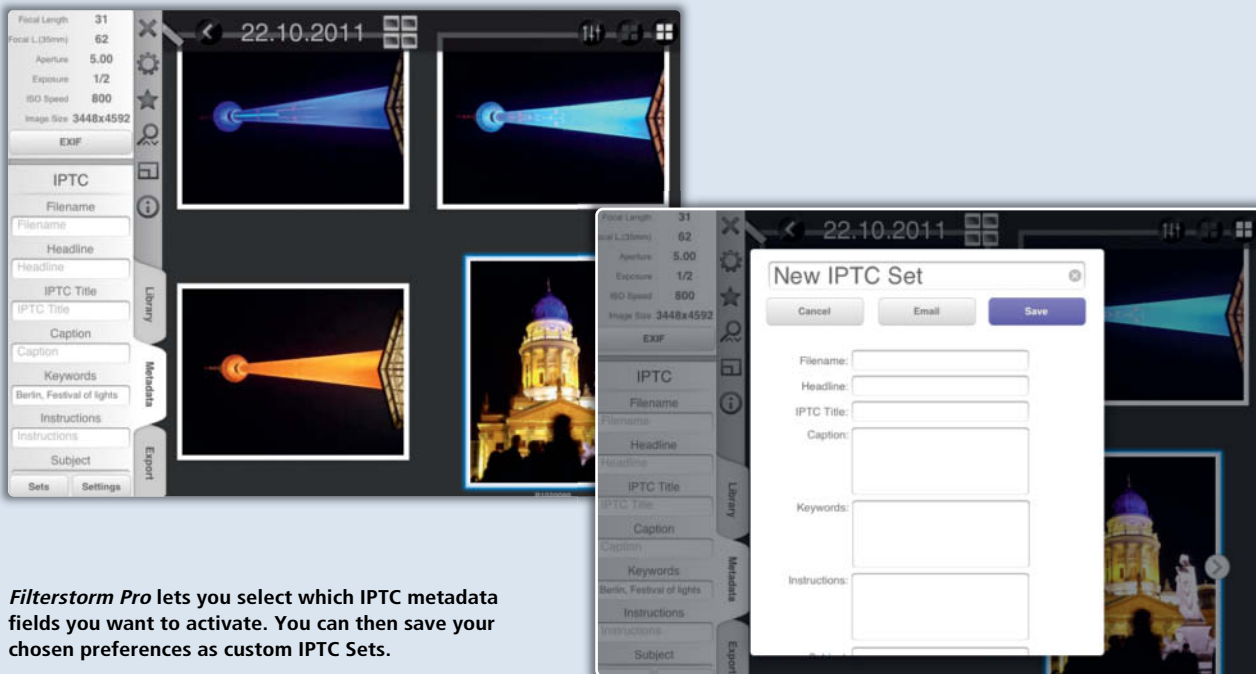 Focal Length 31
Focal L.(35mm) 62
Aperture 5.00
Exposure 1/2
ISO Speed 800
Image Size 3448x4592
EXIF
IPTC
Filename
Filename
Headline
Headline
IPTC Title
IPTC Title
Caption
Caption
Keywords
Berlin, Festival of lights
Instructions
Instructions
Subject
Sets Settings
Library
Metadata
Export
22.10.2011
Focal Length 31
Focal L.(35mm) 62
Aperture 5.00
Exposure 1/2
ISO Speed 800
Image Size 3448x4592
EXIF
IPTC
Filename
Filename
Headline
Headline
IPTC Title
IPTC Title
Caption
Caption
Keywords
Berlin, Festival of lights
Instructions
Instructions
Subject
Library
Metadata
Export
22.10.2011
New IPTC Set
Cancel Email Save
Filename:
Headline:
IPTC Title:
Caption:
Keywords:
Instructions:
Filterstorm Pro lets you select which IPTC metadata
fields you want to activate. You can then save your
chosen preferences as custom IPTC Sets.